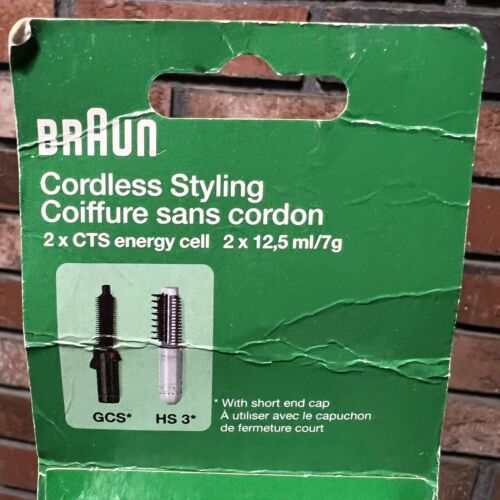 BRAUN
Cordless Styling
Coiffure sans cordon
2 x CTS energy cell 2 x 12,5 ml/7g
GCS* HS 3*
* With short end cap
À utiliser avec le capuchon
de fermeture court